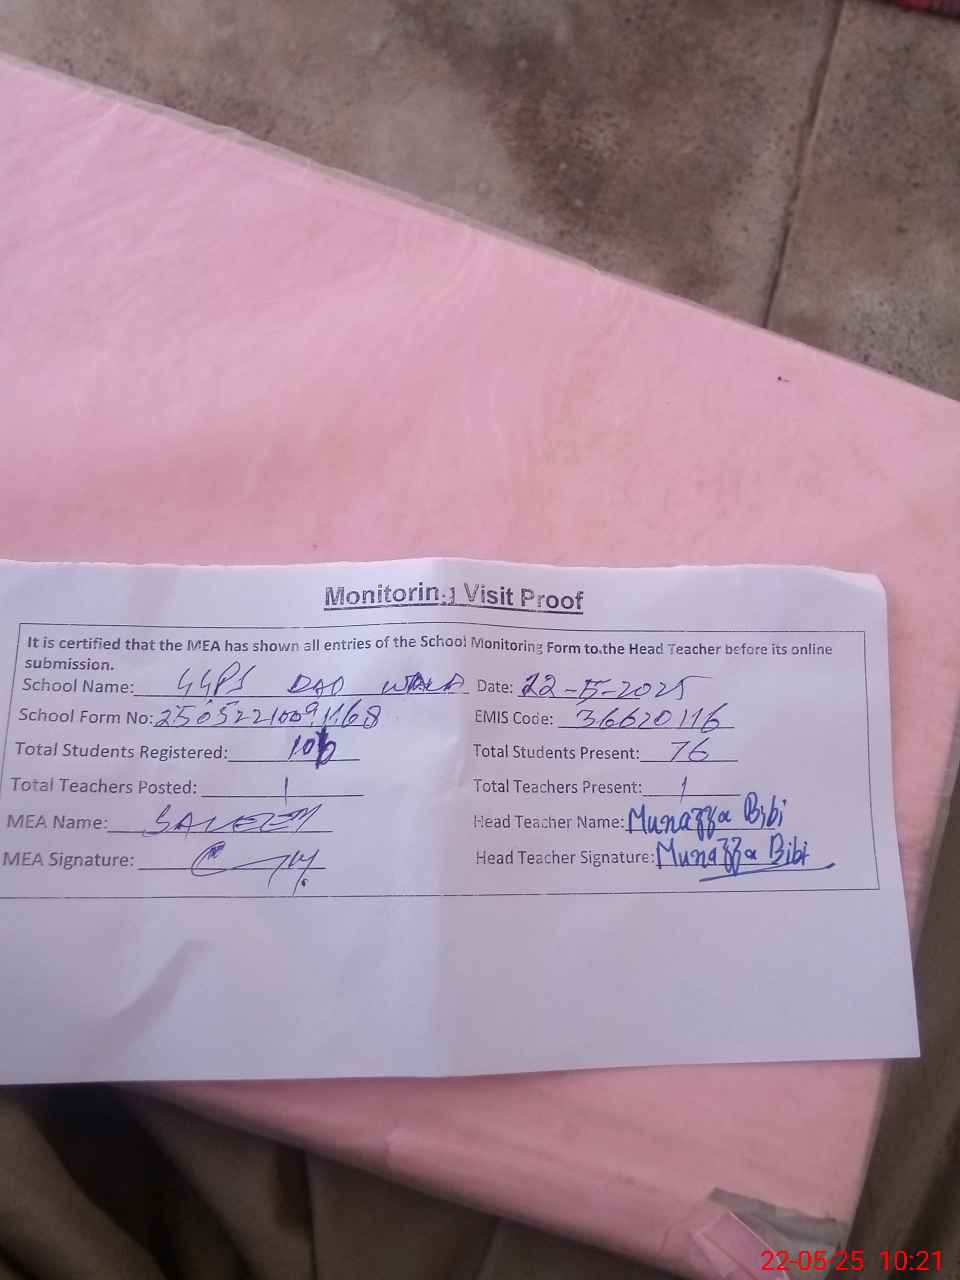 Monitoring Visit Proof
It is certified that the MEA has shown all entries of the School Monitoring Form to the Head Teacher before its online
submission.
School Name: GGPS DAD WALA Date: 22-5-2025
School Form No: 25052210091168 EMIS Code: 36620116
Total Students Registered: 106 Total Students Present: 76
Total Teachers Posted: 1 Total Teachers Present: 1
MEA Name: SALEEM Head Teacher Name: Munazza Bibi
MEA Signature: Head Teacher Signature: Munazza Bibi
22-05-25 10:21